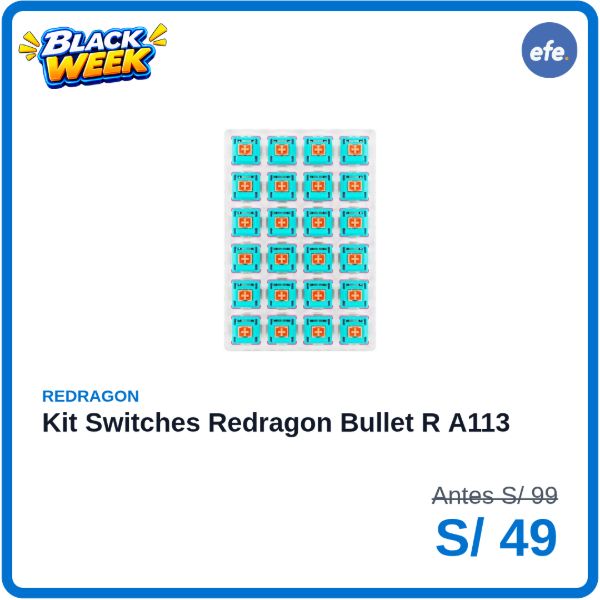 BLACK
WEEK
efe.
REDRAGON
Kit Switches Redragon Bullet R A113
Antes S/ 99
S/ 49